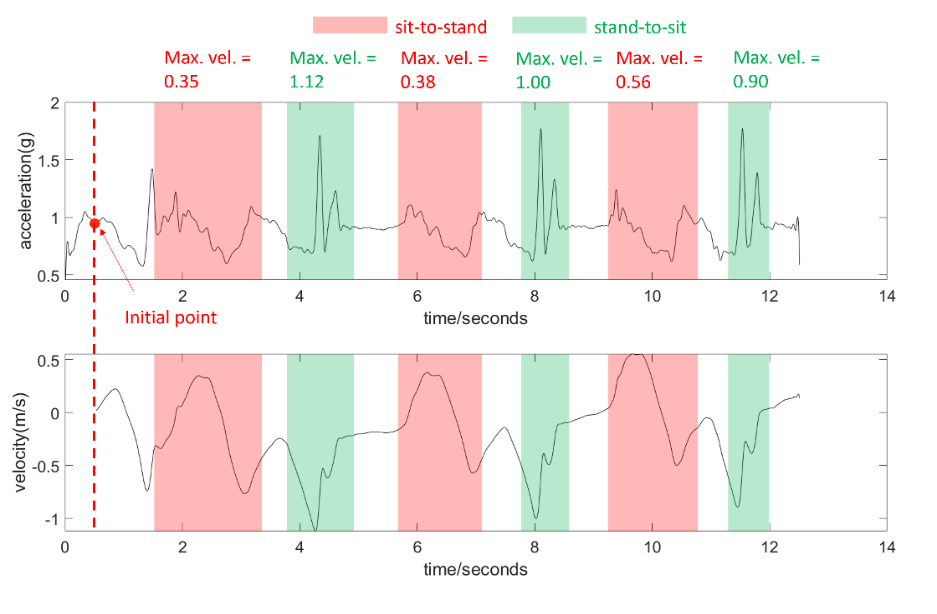 sit-to-stand stand-to-sit
Max. vel. = Max. vel. = Max. vel. = Max. vel. = Max. vel. = Max. vel. =
0.35 1.12 0.38 1.00 0.56 0.90
2
1.5
1
0.5
acceleration(g)
0 2 4 6 8 10 12 14
time/seconds
Initial point
0.5
0
-0.5
-1
velocity(m/s)
0 2 4 6 8 10 12 14
time/seconds